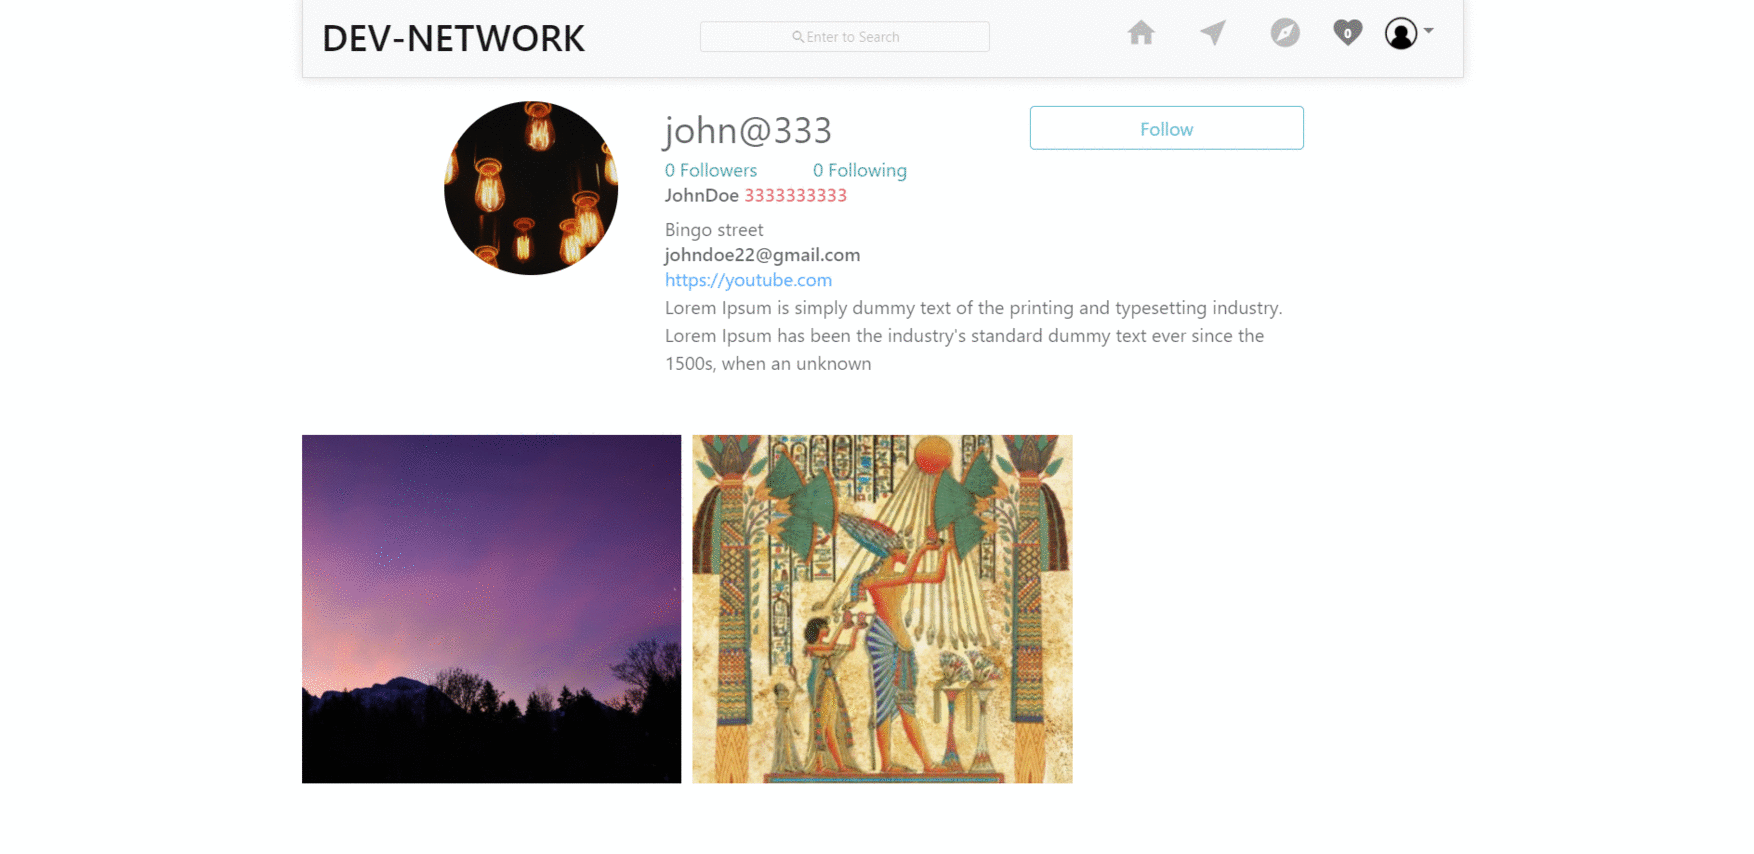 DEV-NETWORK
Enter to Search
0
john@333
Follow
0 Followers 0 Following
JohnDoe 3333333333
Bingo street
johndoe22@gmail.com
https://youtube.com
Lorem Ipsum is simply dummy text of the printing and typesetting industry.
Lorem Ipsum has been the industry's standard dummy text ever since the
1500s, when an unknown